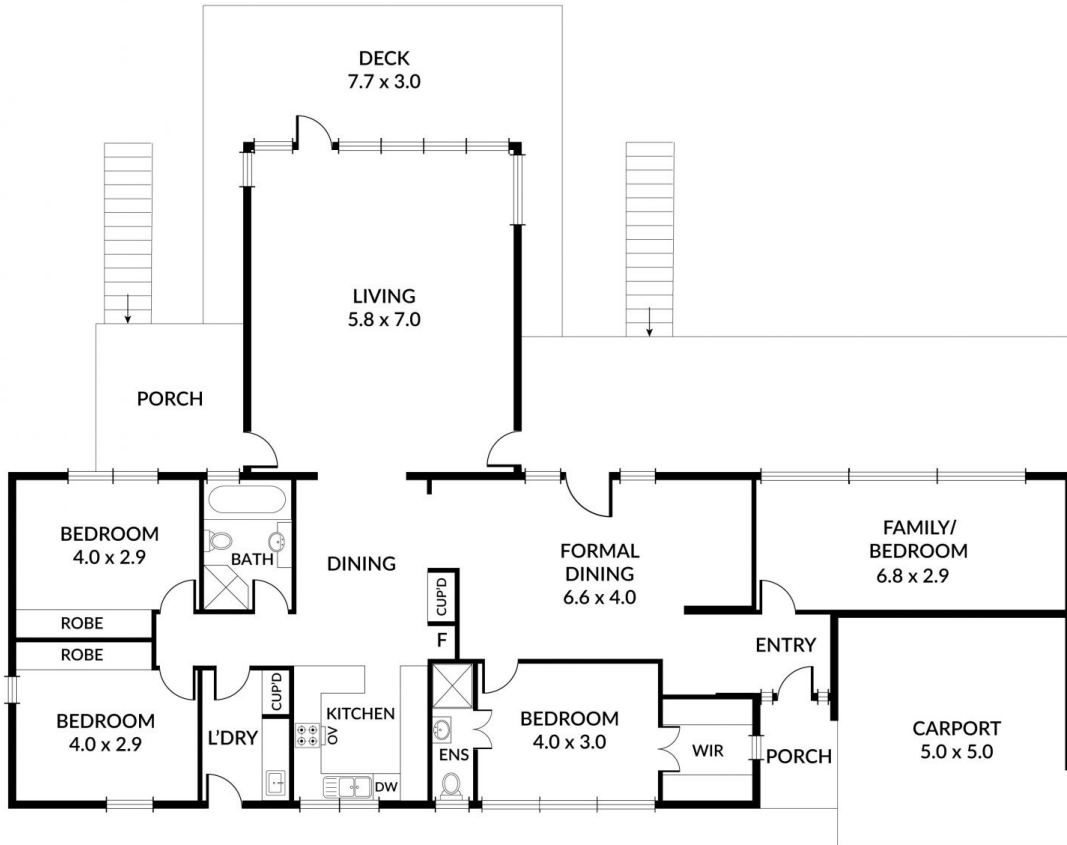 DECK
7.7 x 3.0
LIVING
5.8 x 7.0
PORCH
BEDROOM
4.0 x 2.9
ROBE
BATH
DINING
CUP'D
F
FORMAL
DINING
6.6 x 4.0
FAMILY/
BEDROOM
6.8 x 2.9
ENTRY
ROBE
BEDROOM
4.0 x 2.9
L'DRY
CUP'D
KITCHEN
OV
DW
ENS
BEDROOM
4.0 x 3.0
WIR
PORCH
CARPORT
5.0 x 5.0